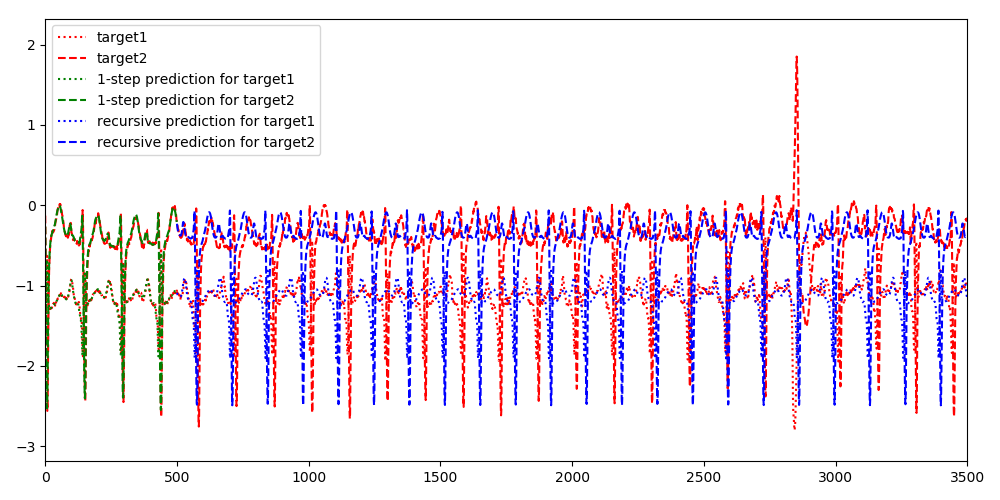 target1
target2
1-step prediction for target1
1-step prediction for target2
recursive prediction for target1
recursive prediction for target2
2
1
0
−1
−2
−3
0 500 1000 1500 2000 2500 3000 3500